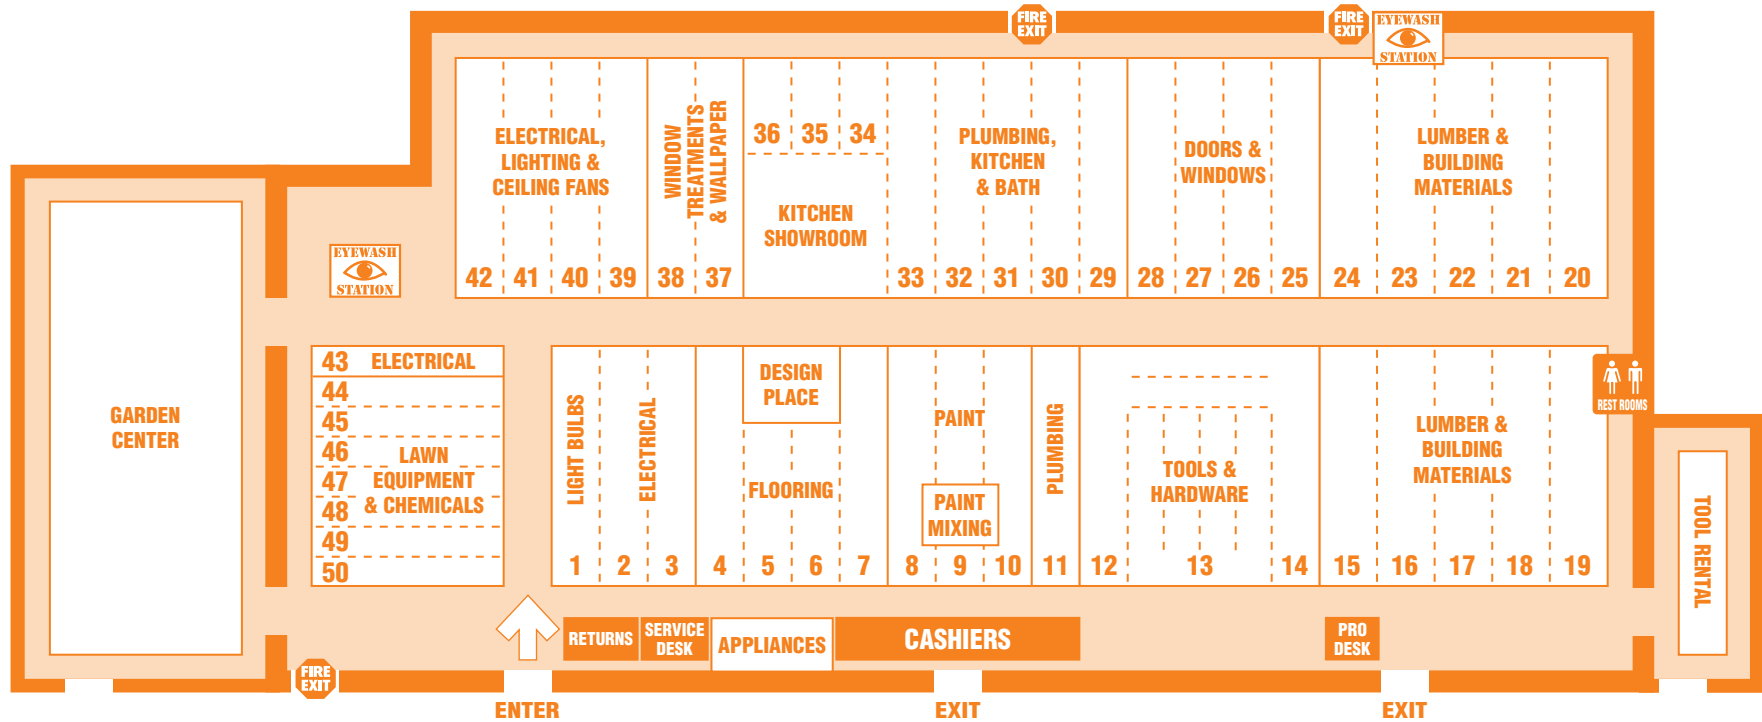 FIRE
EXIT
FIRE
EXIT
EYEWASH
STATION
ELECTRICAL,
LIGHTING &
CEILING FANS
WINDOW
TREATMENTS
& WALLPAPER
36 35 34
KITCHEN
SHOWROOM
PLUMBING,
KITCHEN
& BATH
DOORS &
WINDOWS
LUMBER &
BUILDING
MATERIALS
EYEWASH
STATION
42 41 40 39 38 37 33 32 31 30 29 28 27 26 25 24 23 22 21 20
GARDEN
CENTER
43 ELECTRICAL
44
45
46
47
48
49
50
LAWN
EQUIPMENT
& CHEMICALS
LIGHT BULBS
ELECTRICAL
DESIGN
PLACE
FLOORING
PAINT
PAINT
MIXING
PLUMBING
TOOLS &
HARDWARE
LUMBER &
BUILDING
MATERIALS
REST ROOMS
TOOL RENTAL
1 2 3 4 5 6 7 8 9 10 11 12 13 14 15 16 17 18 19
RETURNS
SERVICE
DESK
APPLIANCES
CASHIERS
PRO
DESK
FIRE
EXIT
ENTER
EXIT
EXIT